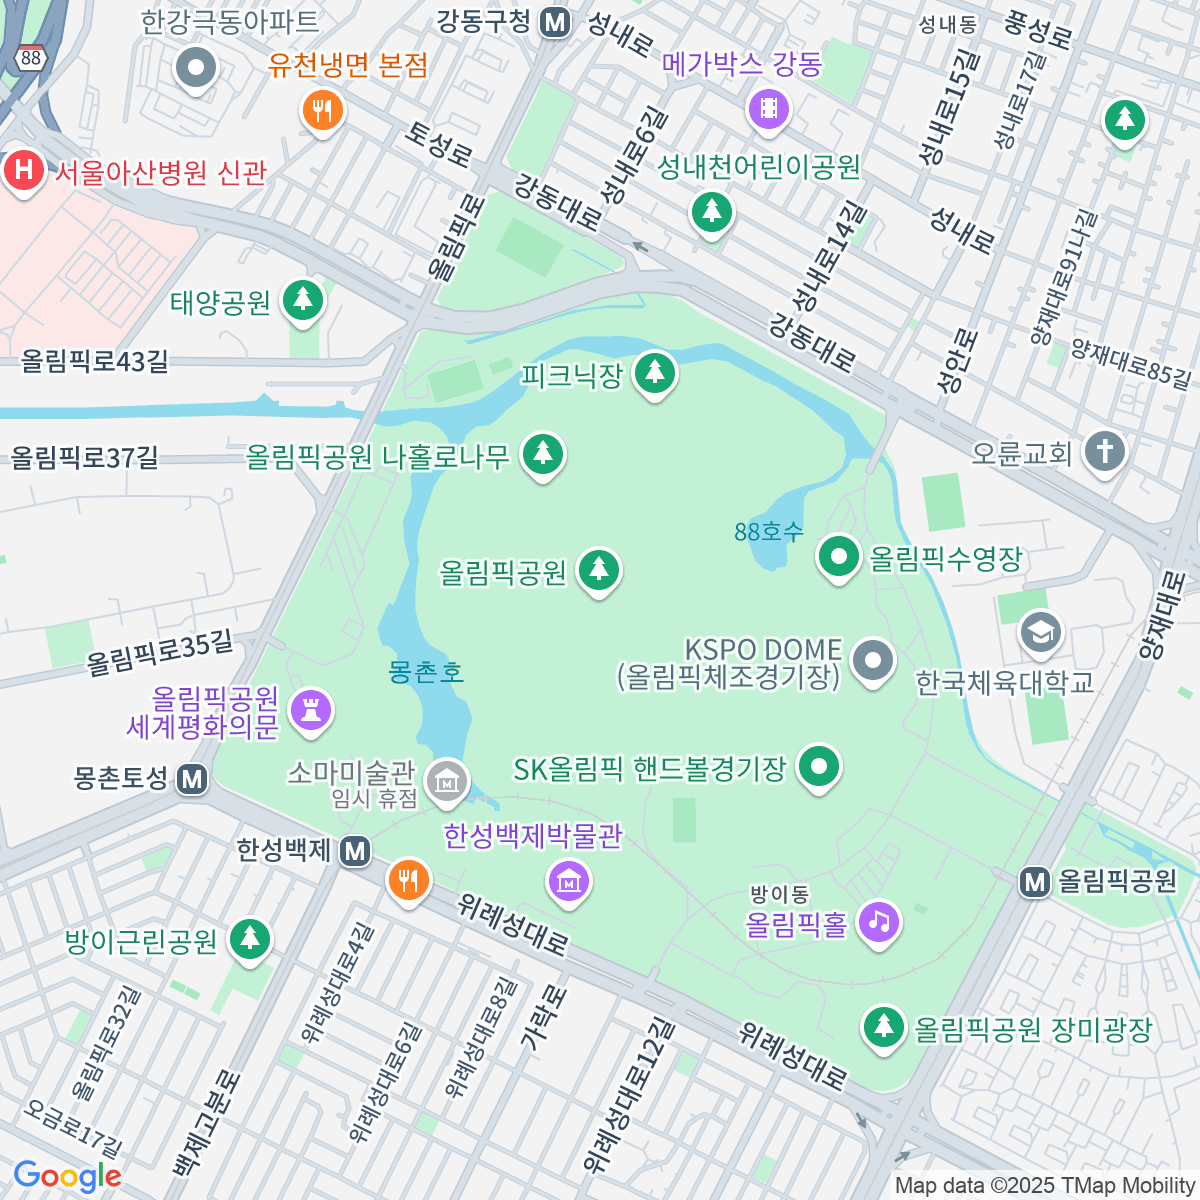 한강극동아파트
강동구청
M
성내로
성내동
풍성로
88
유천냉면 본점
메가박스 강동
성내로15길
성내로17길
토성로
성내로6길
H
서울아산병원 신관
성내천어린이공원
강동대로
올림픽로
성내로14길
성내로
양재대로91나길
태양공원
강동대로
성안로
양재대로85길
올림픽로43길
피크닉장
올림픽로37길
올림픽공원 나홀로나무
오륜교회
88호수
올림픽수영장
올림픽공원
양재대로
올림픽로35길
몽촌호
KSPO DOME
(올림픽체조경기장)
한국체육대학교
올림픽공원
세계평화의문
몽촌토성
M
소마미술관
임시 휴점
SK올림픽 핸드볼경기장
한성백제박물관
한성백제
M
M
올림픽공원
방이동
올림픽홀
위례성대로
방이근린공원
위례성대로4길
위례성대로8길
가락로
올림픽로32길
위례성대로6길
위례성대로12길
위례성대로
올림픽공원 장미광장
오금로17길
백제고분로
Google
Map data ©2025 TMap Mobility